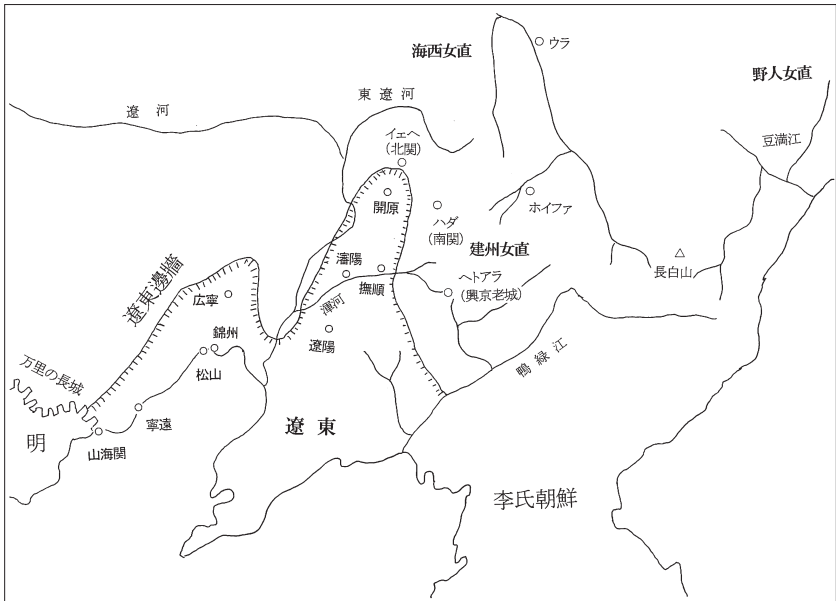 海西女直
ウラ
野人女直
遼河
東遼河
イェヘ
(北関)
豆満江
開原
ハダ
(南関)
ホイファ
建州女直
長白山
瀋陽
撫順
ヘトアラ
(興京老城)
遼東邊牆
広寧
渾河
遼陽
錦州
松山
鴨緑江
万里の長城
寧遠
遼東
明
山海関
李氏朝鮮